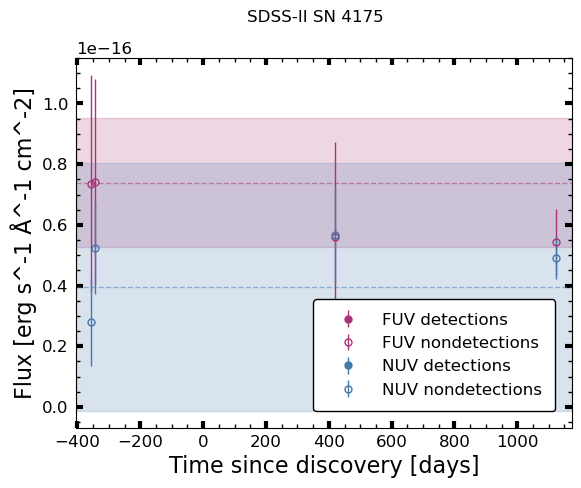 SDSS-II SN 4175
1e−16
Flux [erg s^-1 Å^-1 cm^-2]
1.0
0.8
0.6
0.4
0.2
0.0
FUV detections
FUV nondetections
NUV detections
NUV nondetections
−400 −200 0 200 400 600 800 1000
Time since discovery [days]